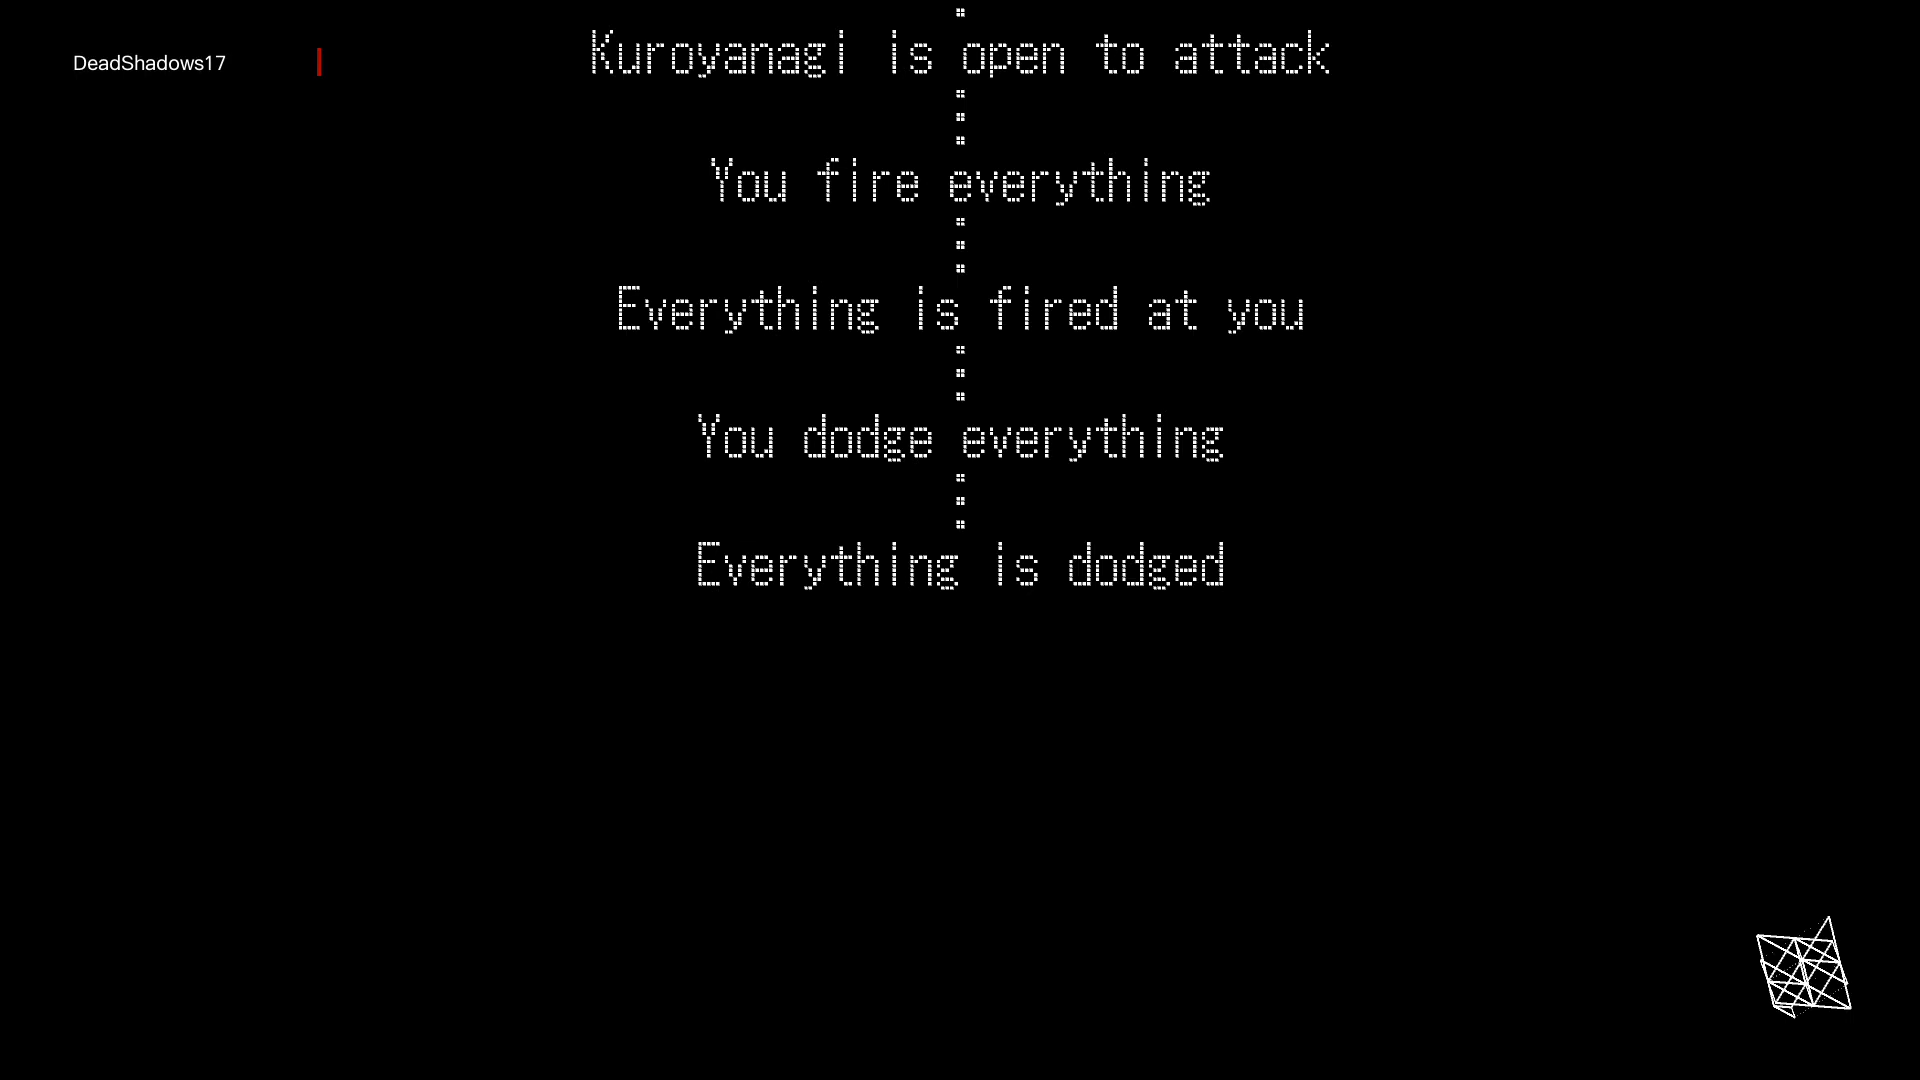 DeadShadows17
Kuroyanagi is open to attack
You fire everything
Everything is fired at you
You dodge everything
Everything is dodged